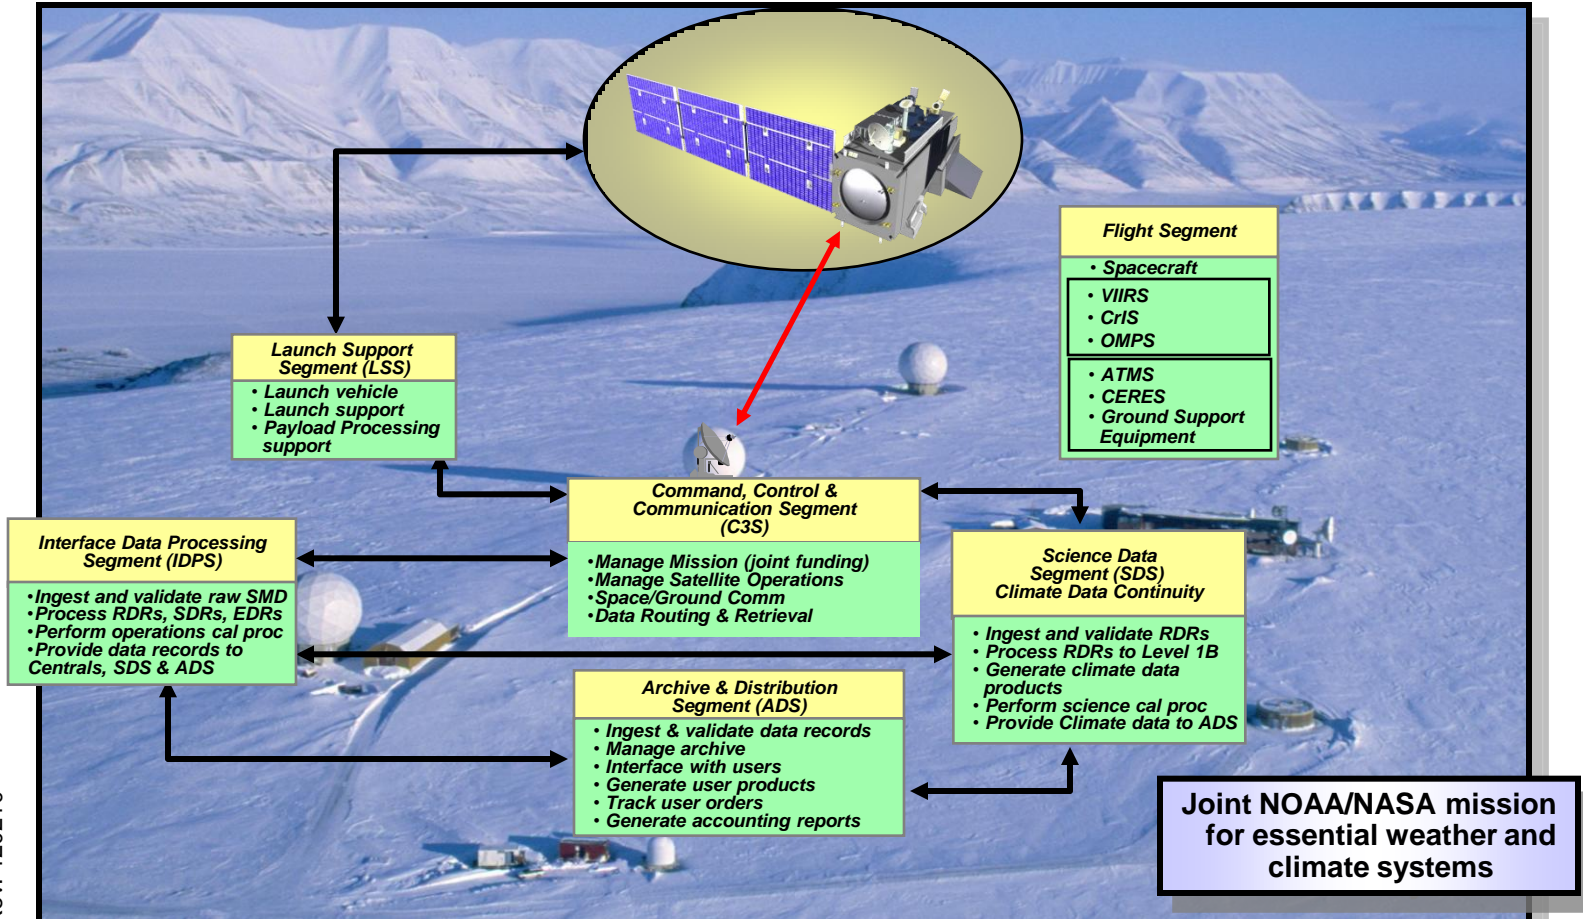 Flight Segment
• Spacecraft
• VIIRS
• CrIS
• OMPS
• ATMS
• CERES
• Ground Support
Equipment
Launch Support
Segment (LSS)
• Launch vehicle
• Launch support
• Payload Processing
support
Command, Control &
Communication Segment
(C3S)
•Manage Mission (joint funding)
•Manage Satellite Operations
•Space/Ground Comm
•Data Routing & Retrieval
Interface Data Processing
Segment (IDPS)
•Ingest and validate raw SMD
•Process RDRs, SDRs, EDRs
•Perform operations cal proc
•Provide data records to
Centrals, SDS & ADS
Science Data
Segment (SDS)
Climate Data Continuity
• Ingest and validate RDRs
• Process RDRs to Level 1B
• Generate climate data
products
• Perform science cal proc
• Provide Climate data to ADS
Archive & Distribution
Segment (ADS)
• Ingest & validate data records
• Manage archive
• Interface with users
• Generate user products
• Track user orders
• Generate accounting reports
Joint NOAA/NASA mission
for essential weather and
climate systems